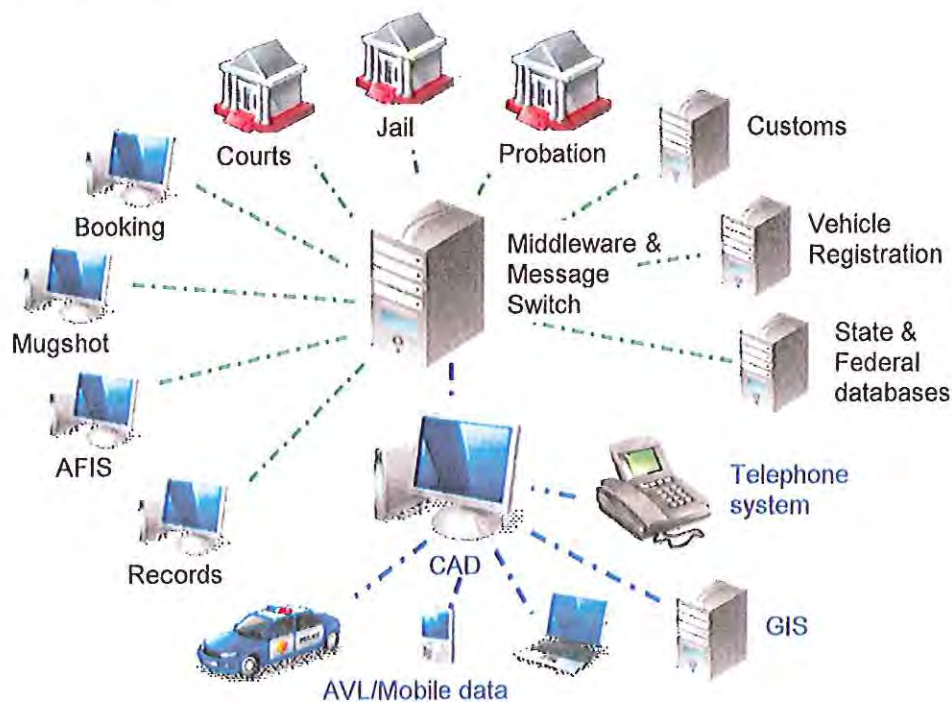 Courts
Jail
Probation
Customs
Booking
Middleware &
Message
Switch
Vehicle
Registration
Mugshot
State &
Federal
databases
AFIS
Telephone
system
Records
CAD
POLICE
GIS
AVL/Mobile data